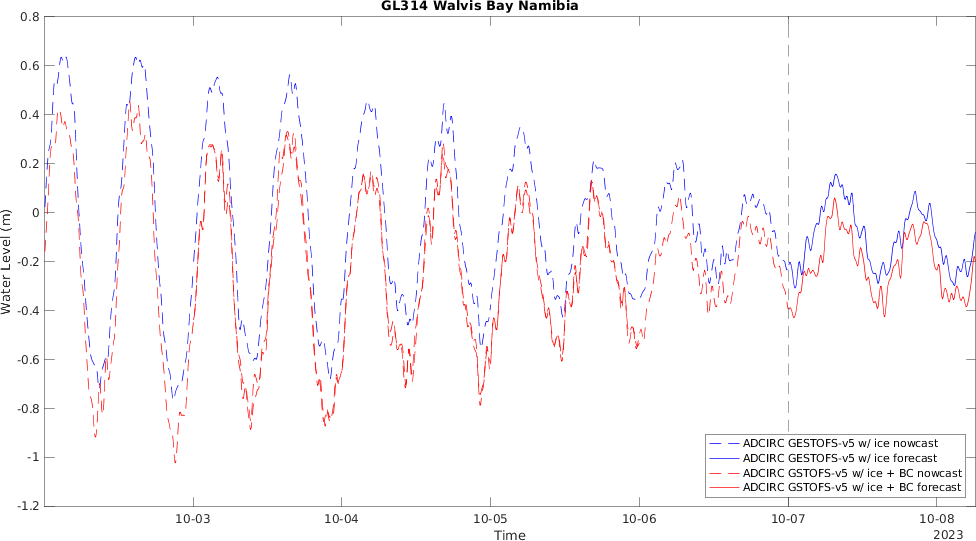 GL314 Walvis Bay Namibia
0.8
0.6
0.4
0.2
0
-0.2
-0.4
-0.6
-0.8
-1
-1.2
Water Level (m)
ADCIRC GESTOFS-v5 w/ ice nowcast
ADCIRC GESTOFS-v5 w/ ice forecast
ADCIRC GSTOFS-v5 w/ ice + BC nowcast
ADCIRC GSTOFS-v5 w/ ice + BC forecast
10-03 10-04 10-05 10-06 10-07 10-08
Time
2023